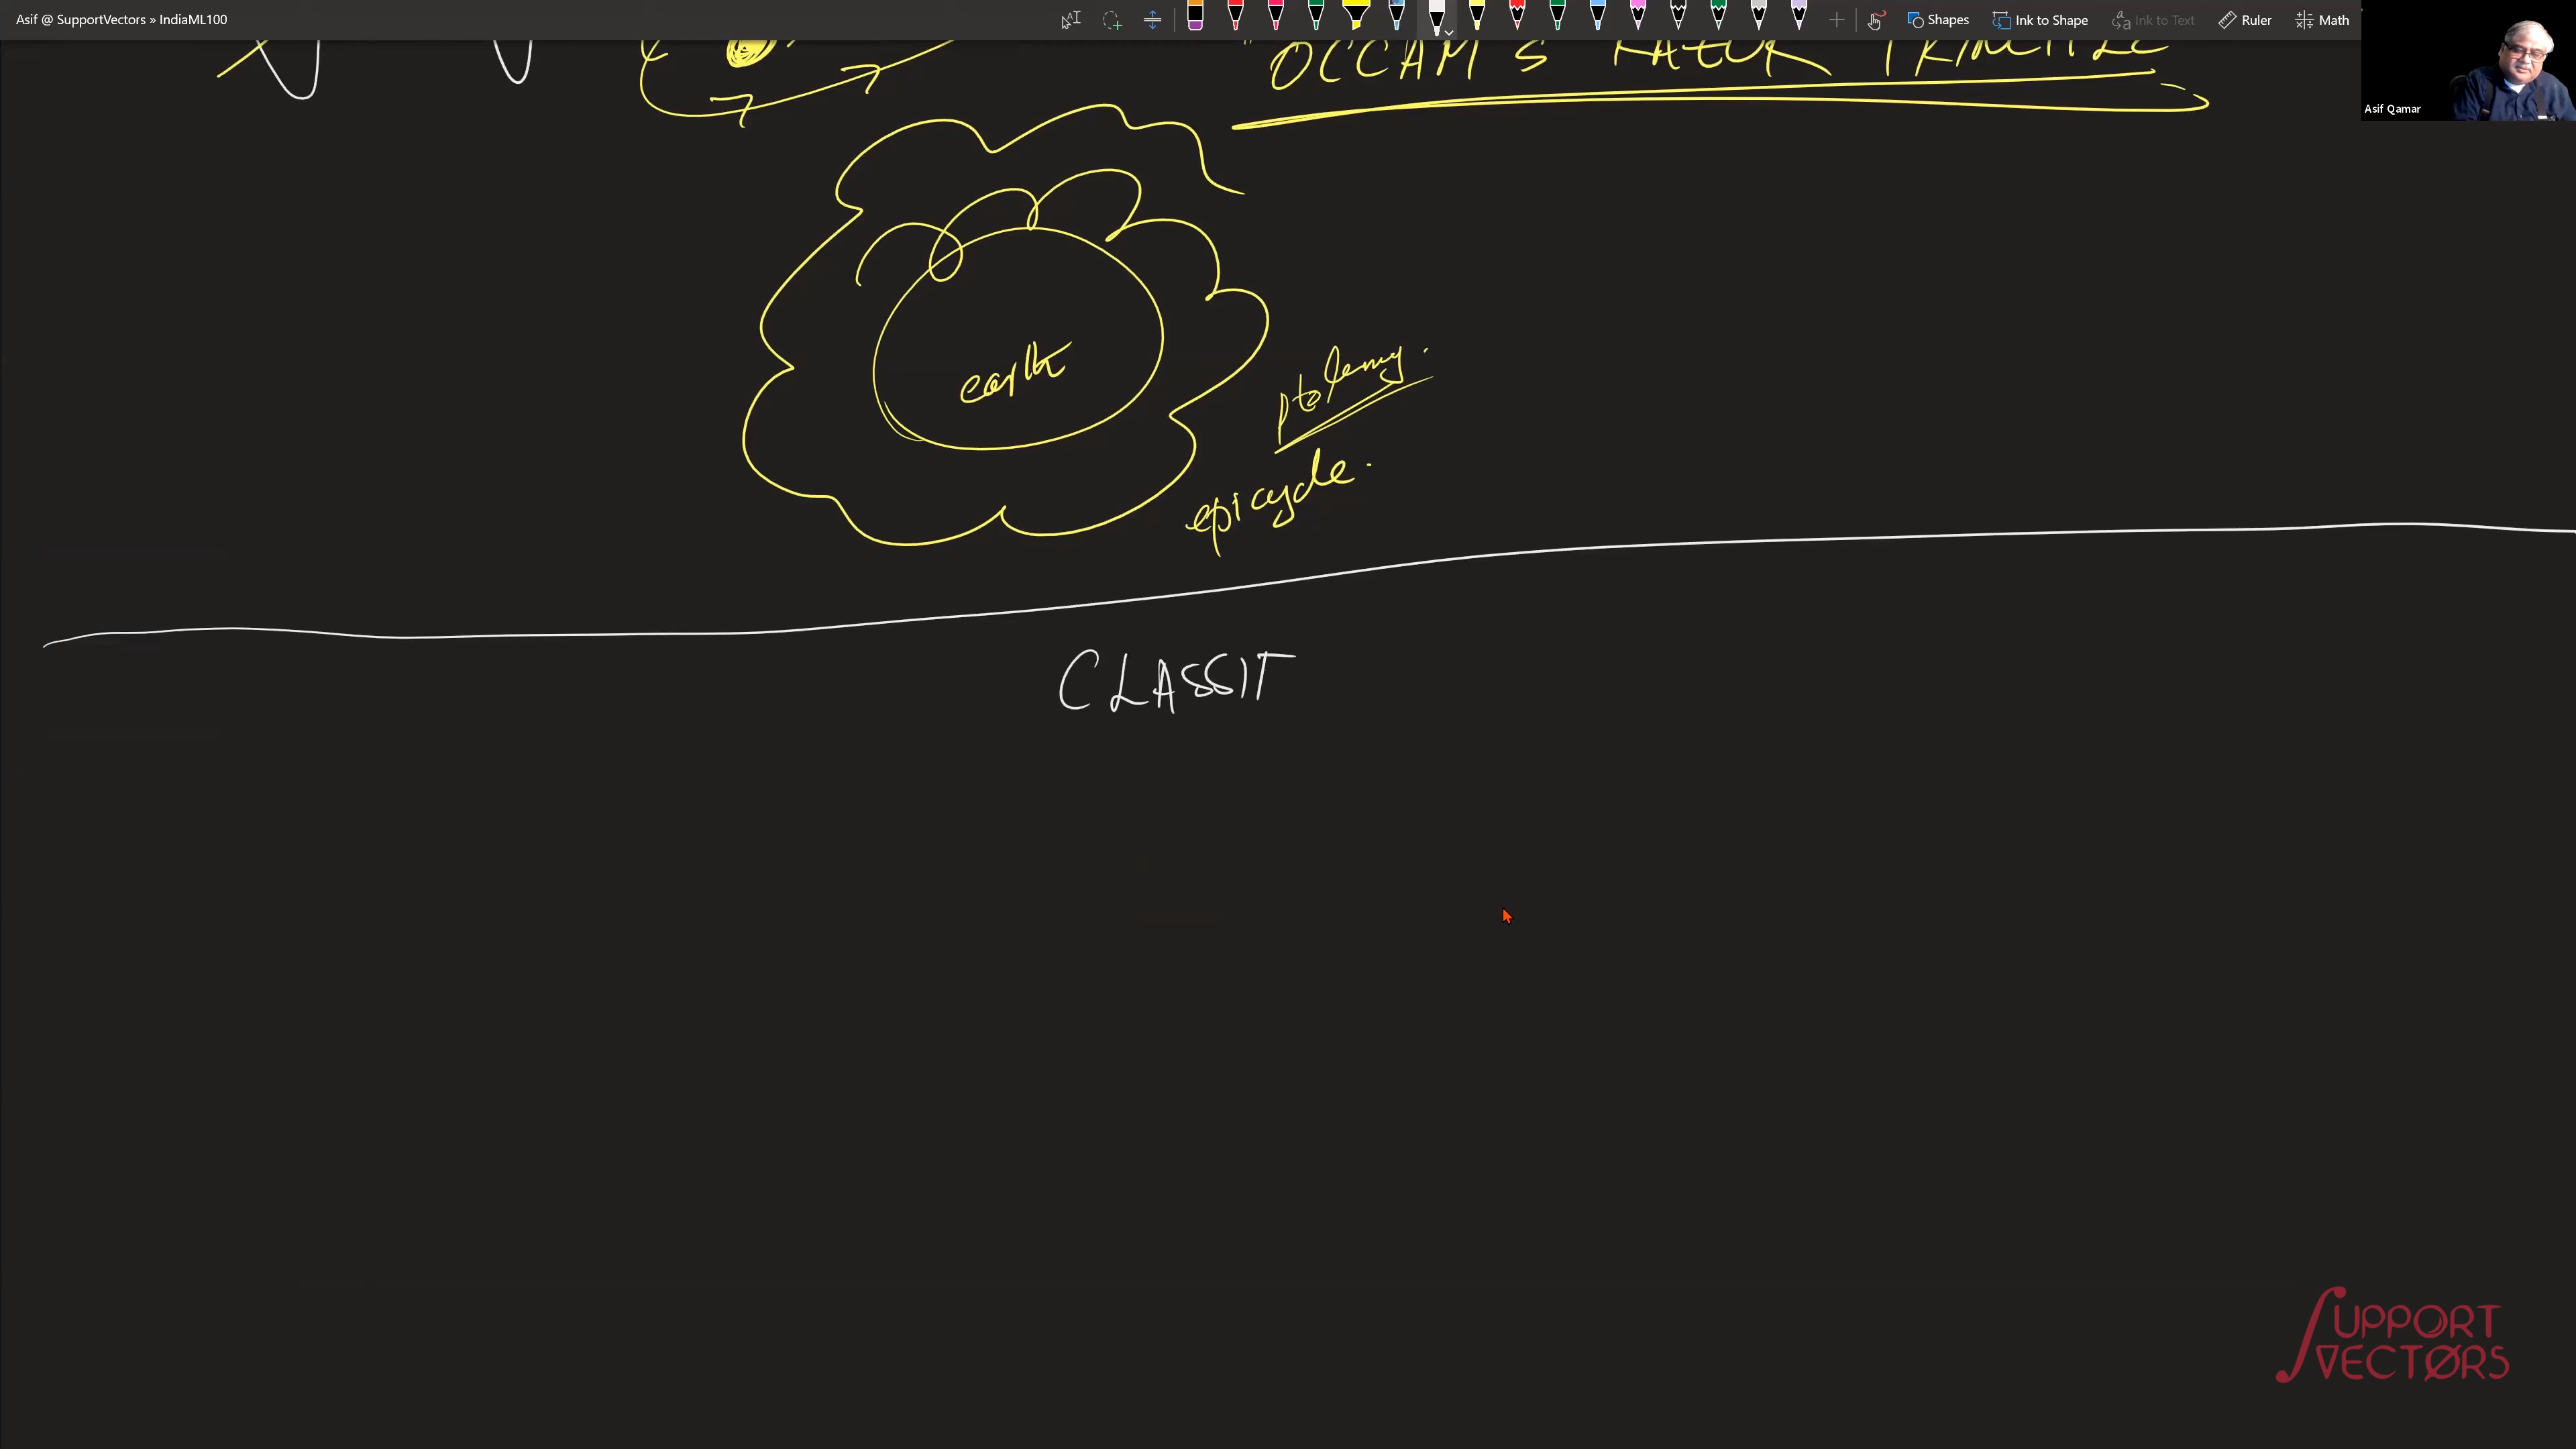 Asif @ SupportVectors » IndiaML100
Shapes
Ink to Shape
Ink to Text
Ruler
Math
Asif Qamar
"OCCAM'S RAZOR PRINCIPLE
earth
ptolemy.
epicycle.
CLASSIF
SUPPORT
VECTORS